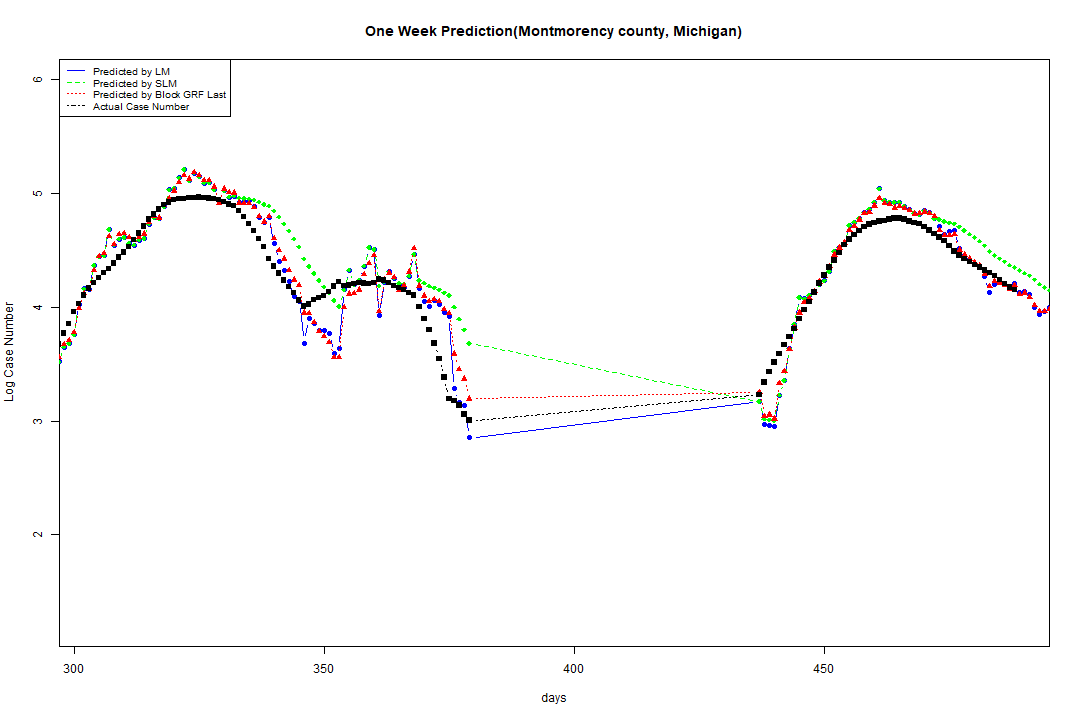 One Week Prediction(Montmorency county, Michigan)
Predicted by LM
Predicted by SLM
Predicted by Block GRF Last
Actual Case Number
6
5
4
3
2
Log Case Number
300 350 400 450
days